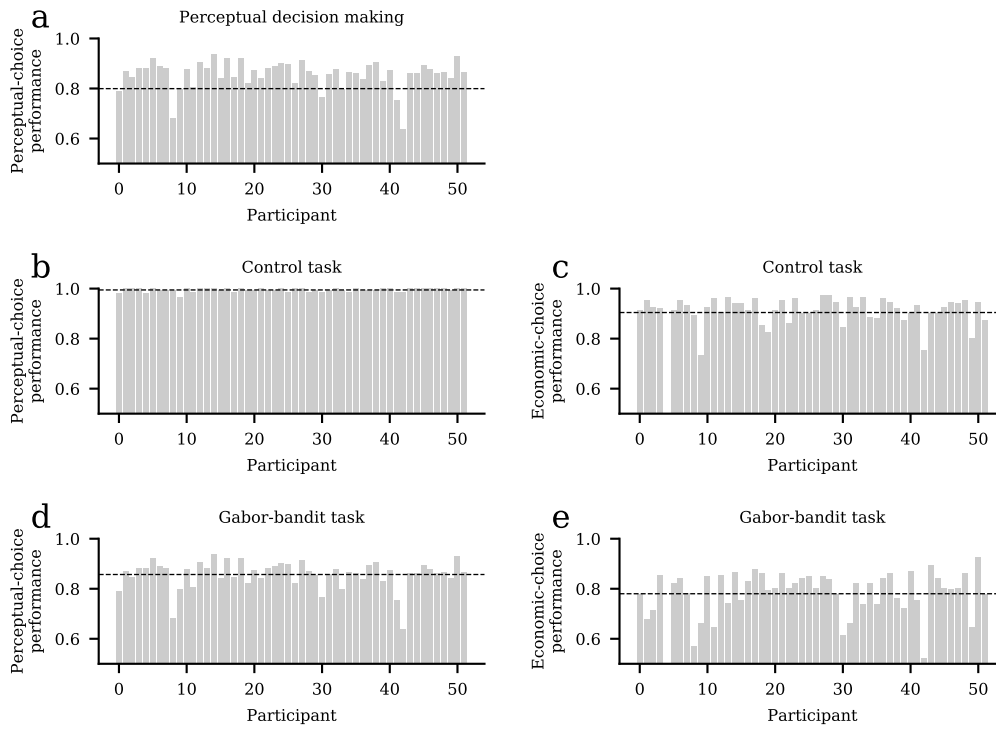 a
Perceptual decision making
Perceptual-choice
performance
1.0
0.8
0.6
0 10 20 30 40 50
Participant
b
Control task
Perceptual-choice
performance
1.0
0.8
0.6
0 10 20 30 40 50
Participant
c
Control task
Economic-choice
performance
1.0
0.8
0.6
0 10 20 30 40 50
Participant
d
Gabor-bandit task
Perceptual-choice
performance
1.0
0.8
0.6
0 10 20 30 40 50
Participant
e
Gabor-bandit task
Economic-choice
performance
1.0
0.8
0.6
0 10 20 30 40 50
Participant